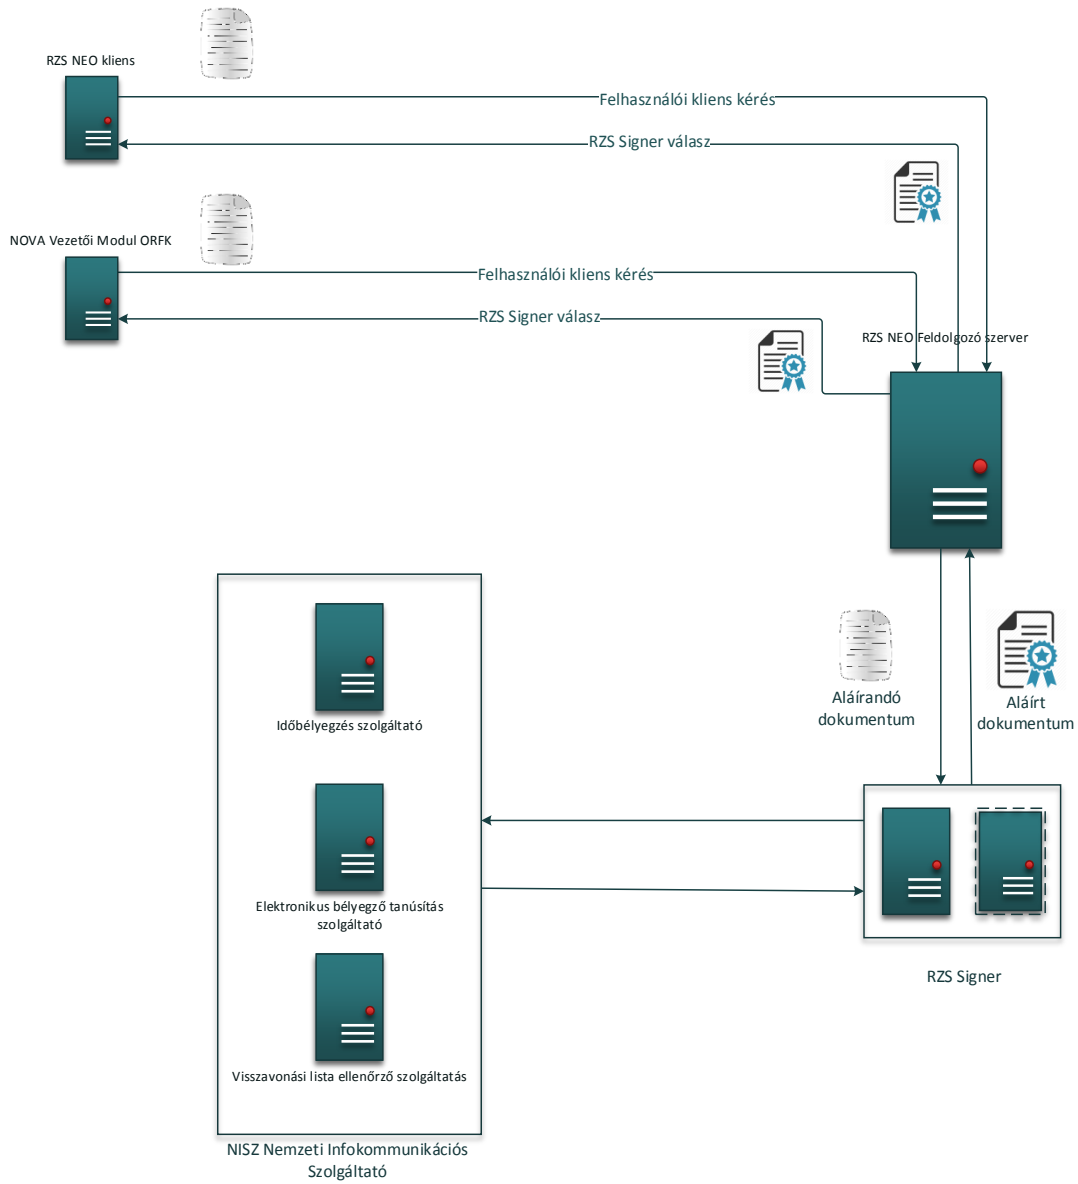 RZS NEO kliens
Felhasználói kliens kérés
RZS Signer válasz
NOVA Vezetői Modul ORFK
Felhasználói kliens kérés
RZS Signer válasz
RZS NEO Feldolgozó szerver
Aláírandó
dokumentum
Aláírt
dokumentum
Időbélyegzés szolgáltató
Elektronikus bélyegző tanúsítás
szolgáltató
RZS Signer
Visszavonási lista ellenőrző szolgáltatás
NISZ Nemzeti Infokommunikációs
Szolgáltató